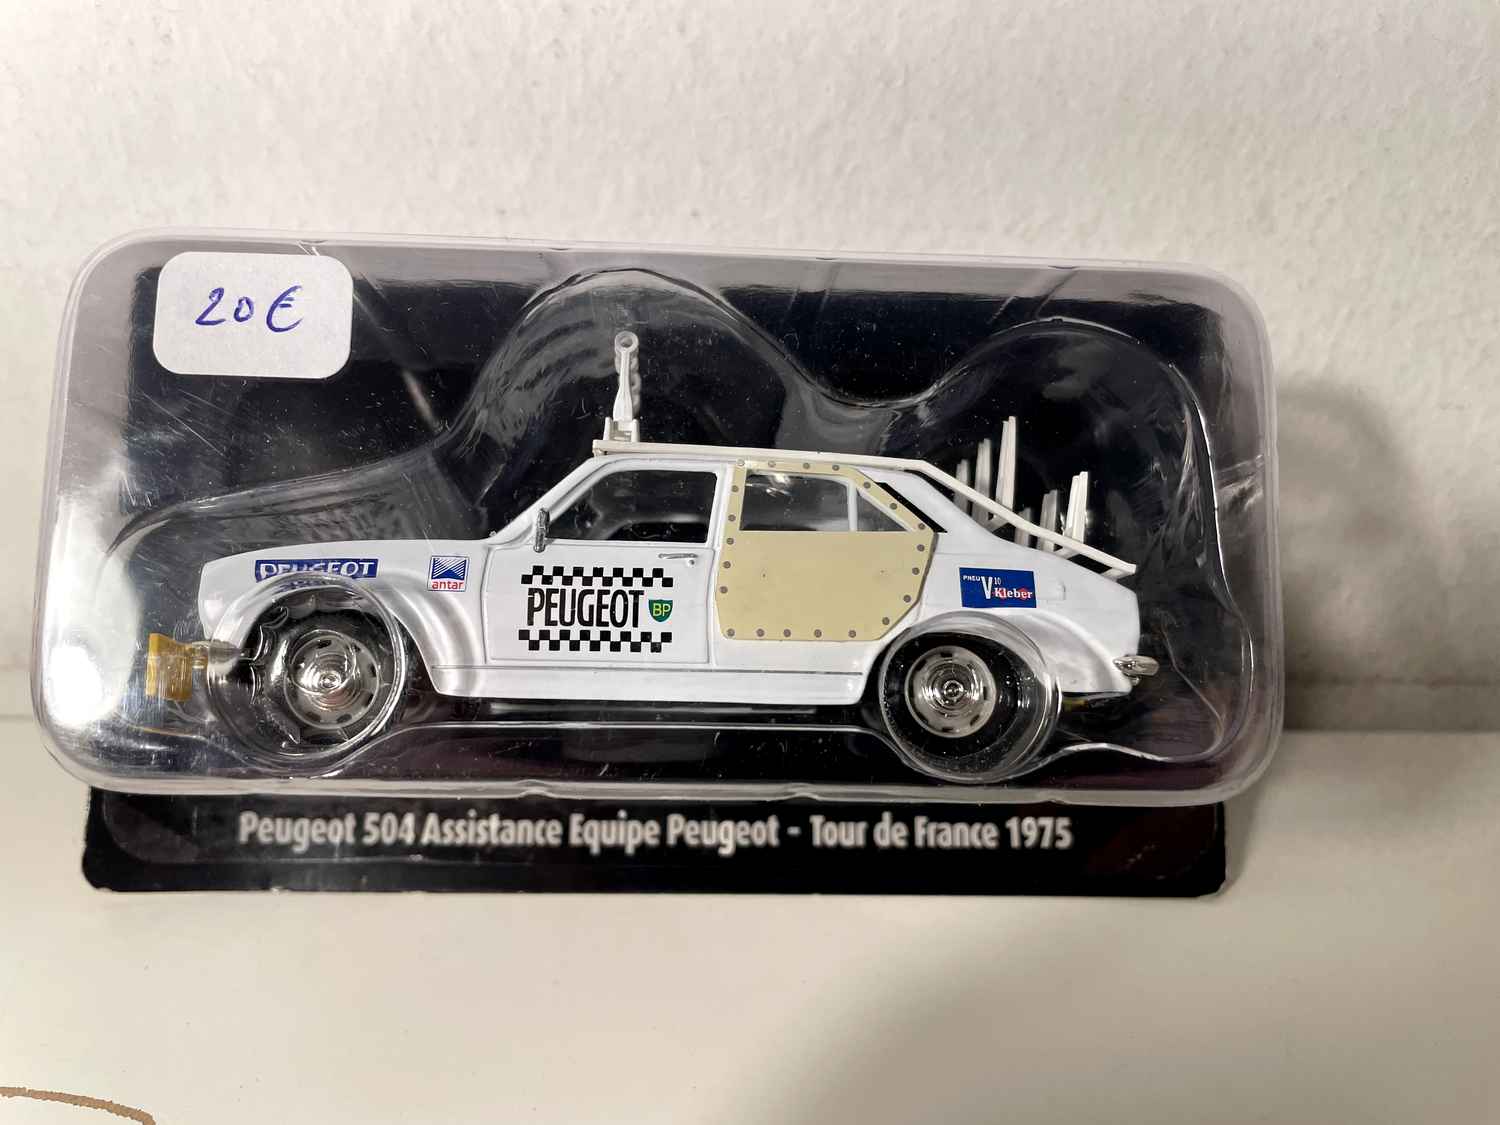 20€
PEUGEOT
antar
PEUGEOT BP
PNEU V10 Kleber
Peugeot 504 Assistance Equipe Peugeot - Tour de France 1975